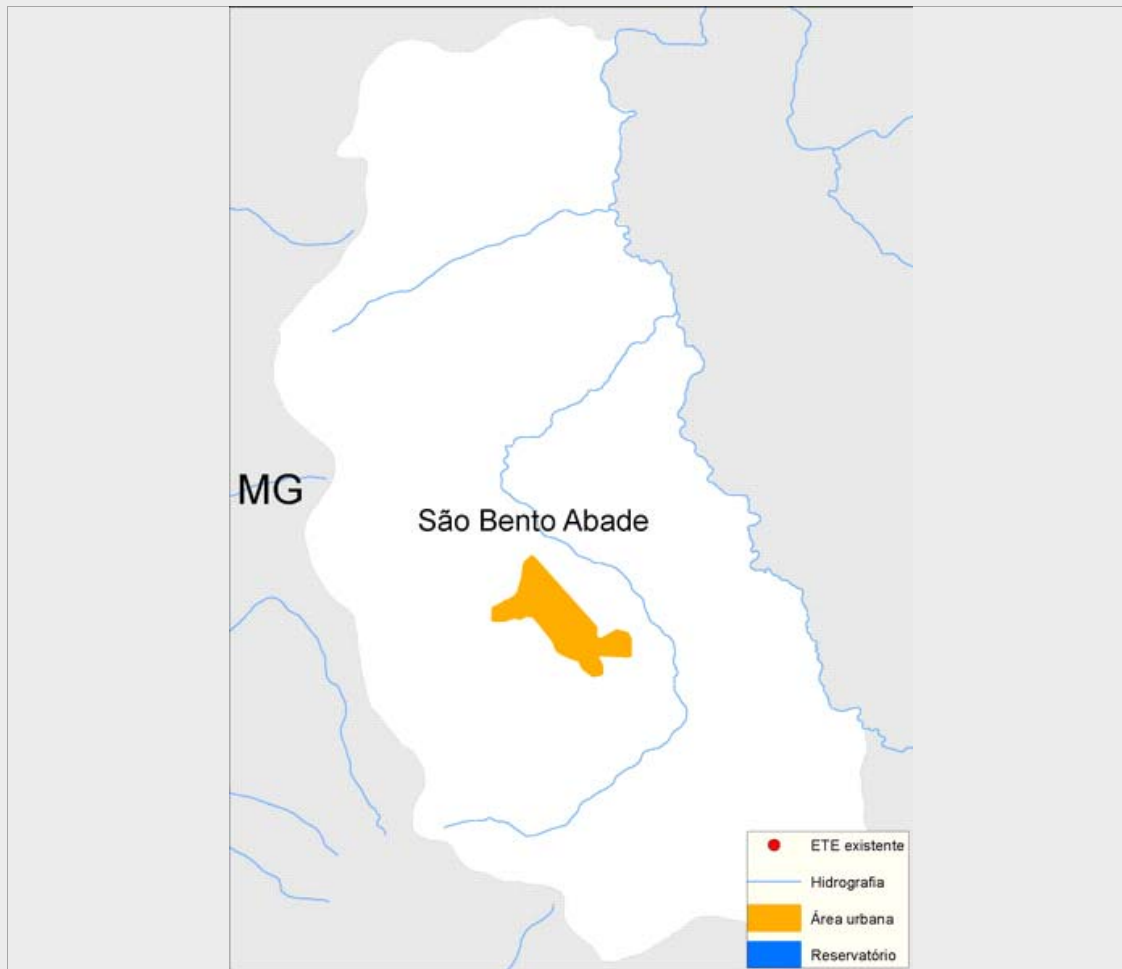 MG
São Bento Abade
ETE existente
Hidrografia
Área urbana
Reservatório